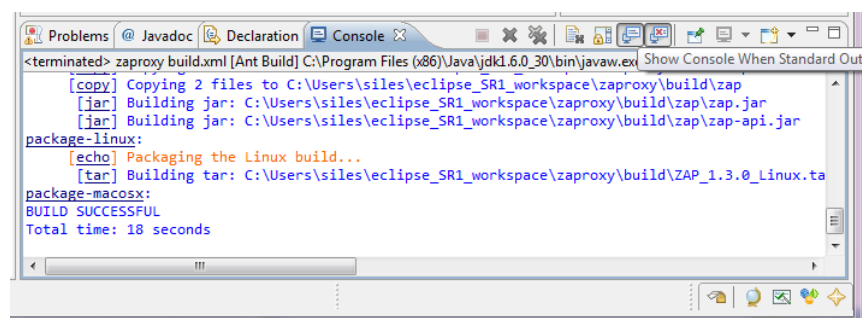 Problems @ Javadoc Declaration Console
<terminated> zaproxy build.xml [Ant Build] C:\Program Files (x86)\Java\jdk1.6.0_30\bin\javaw.ex
Show Console When Standard Out
[copy] Copying 2 files to C:\Users\siles\eclipse_SR1_workspace\zaproxy\build\zap
[jar] Building jar: C:\Users\siles\eclipse_SR1_workspace\zaproxy\build\zap\zap.jar
[jar] Building jar: C:\Users\siles\eclipse_SR1_workspace\zaproxy\build\zap\zap-api.jar
package-linux:
[echo] Packaging the Linux build...
[tar] Building tar: C:\Users\siles\eclipse_SR1_workspace\zaproxy\build\ZAP_1.3.0_Linux.ta
package-macosx:
BUILD SUCCESSFUL
Total time: 18 seconds